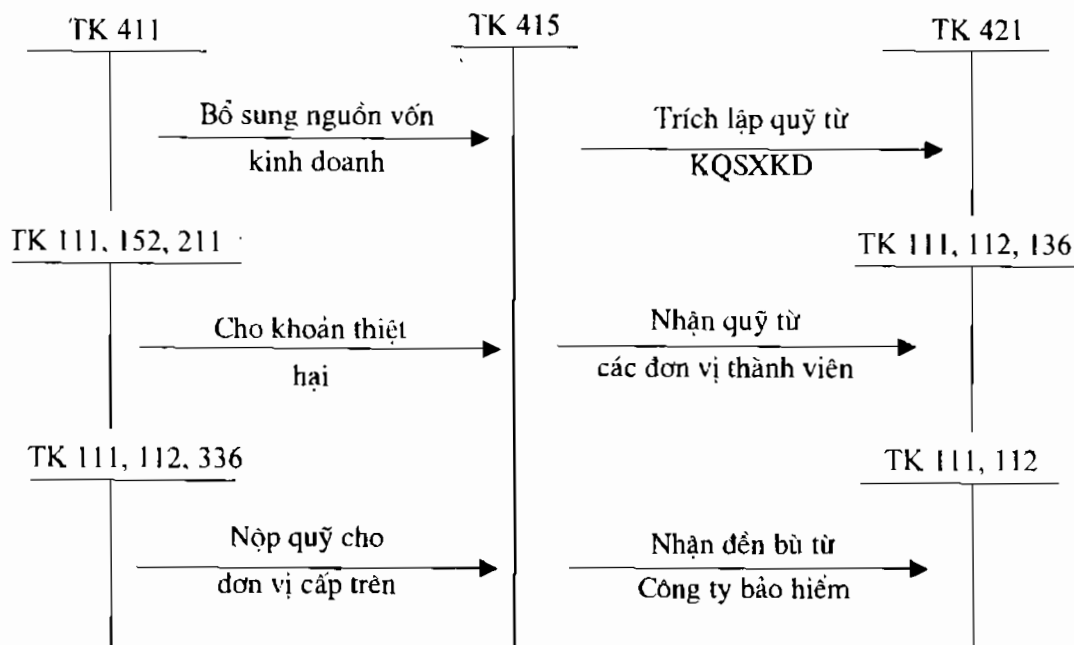 TK 411
TK 415
TK 421
Bổ sung nguồn vốn
kinh doanh
Trích lập quỹ từ
KQSXKD
TK 111, 152, 211
TK 111, 112, 136
Cho khoản thiệt
hại
Nhận quỹ từ
các đơn vị thành viên
TK 111, 112, 336
TK 111, 112
Nộp quỹ cho
đơn vị cấp trên
Nhận đền bù từ
Công ty bảo hiểm